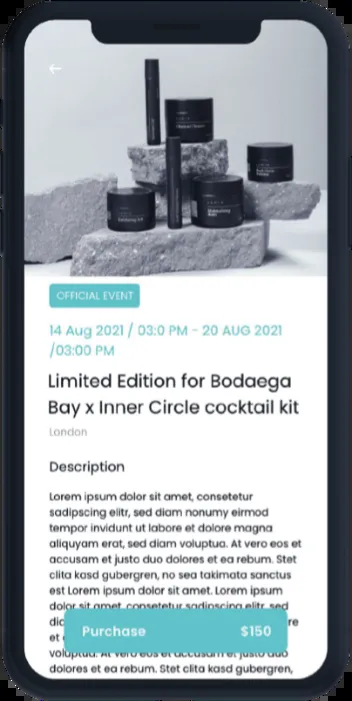 OFFICIAL EVENT
14 Aug 2021 / 03:0 PM - 20 AUG 2021
/03:00 PM
Limited Edition for Bodaega
Bay x Inner Circle cocktail kit
London
Description
Lorem ipsum dolor sit amet, consetetur
sadipscing elitr, sed diam nonumy eirmod
tempor invidunt ut labore et dolore magna
aliquyam erat, sed diam voluptua. At vero eos et
accusam et justo duo dolores et ea rebum. Stet
clita kasd gubergren, no sea takimata sanctus
est Lorem ipsum dolor sit amet. Lorem ipsum
dolor sit amet, consetetur sadipscing elitr, sed
Purchase $150
voluptua. At vero eos et accusam et justo duo
dolores et ea rebum. Stet clita kasd gubergren,